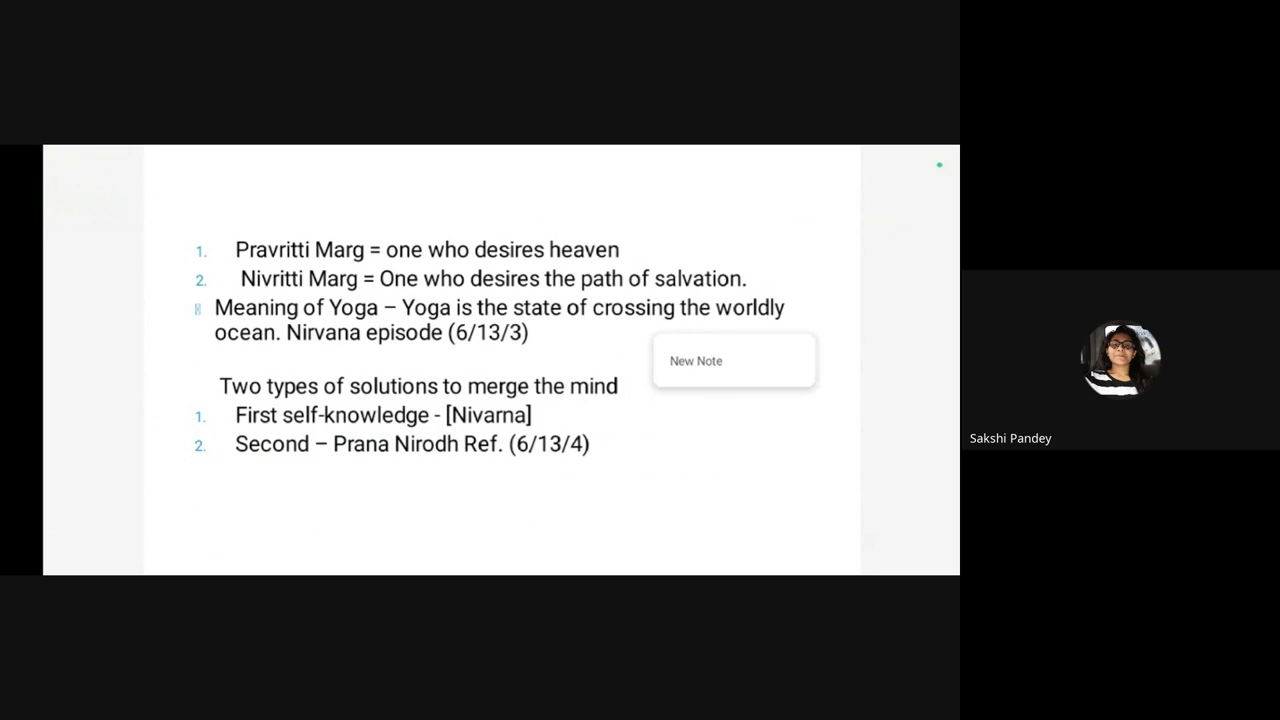 1. Pravritti Marg = one who desires heaven
2. Nivritti Marg = One who desires the path of salvation.
Meaning of Yoga – Yoga is the state of crossing the worldly
ocean. Nirvana episode (6/13/3)
New Note
Two types of solutions to merge the mind
1. First self-knowledge - [Nivarna]
2. Second – Prana Nirodh Ref. (6/13/4)
Sakshi Pandey